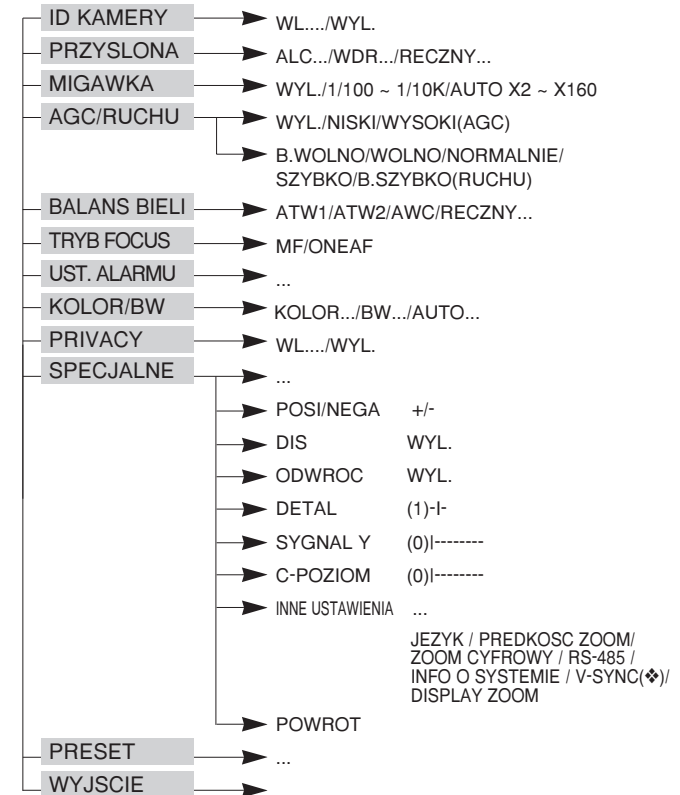 ID KAMERY WL..../WYL.
PRZYSLONA ALC.../WDR.../RECZNY...
MIGAWKA WYL./1/100 ~ 1/10K/AUTO X2 ~ X160
AGC/RUCHU WYL./NISKI/WYSOKI(AGC)
B.WOLNO/WOLNO/NORMALNIE/
SZYBKO/B.SZYBKO(RUCHU)
BALANS BIELI ATW1/ATW2/AWC/RECZNY...
TRYB FOCUS MF/ONEAF
UST. ALARMU ...
KOLOR/BW KOLOR.../BW.../AUTO...
PRIVACY WL..../WYL.
SPECJALNE ...
POSI/NEGA +/-
DIS WYL.
ODWROC WYL.
DETAL (1)-I-
SYGNAL Y (0)I--------
C-POZIOM (0)I--------
INNE USTAWIENIA ...
JEZYK / PREDKOSC ZOOM/
ZOOM CYFROWY / RS-485 /
INFO O SYSTEMIE / V-SYNC(❖)/
DISPLAY ZOOM
POWROT
PRESET ...
WYJSCIE